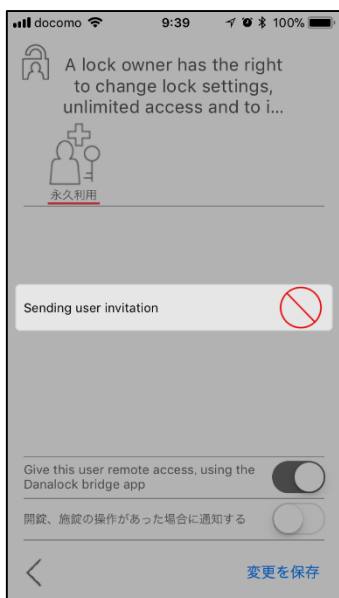 docomo 9:39 100%
A lock owner has the right
to change lock settings,
unlimited access and to i...
永久利用
Sending user invitation
Give this user remote access, using the
Danalock bridge app
開錠、施錠の操作があった場合に通知する
変更を保存